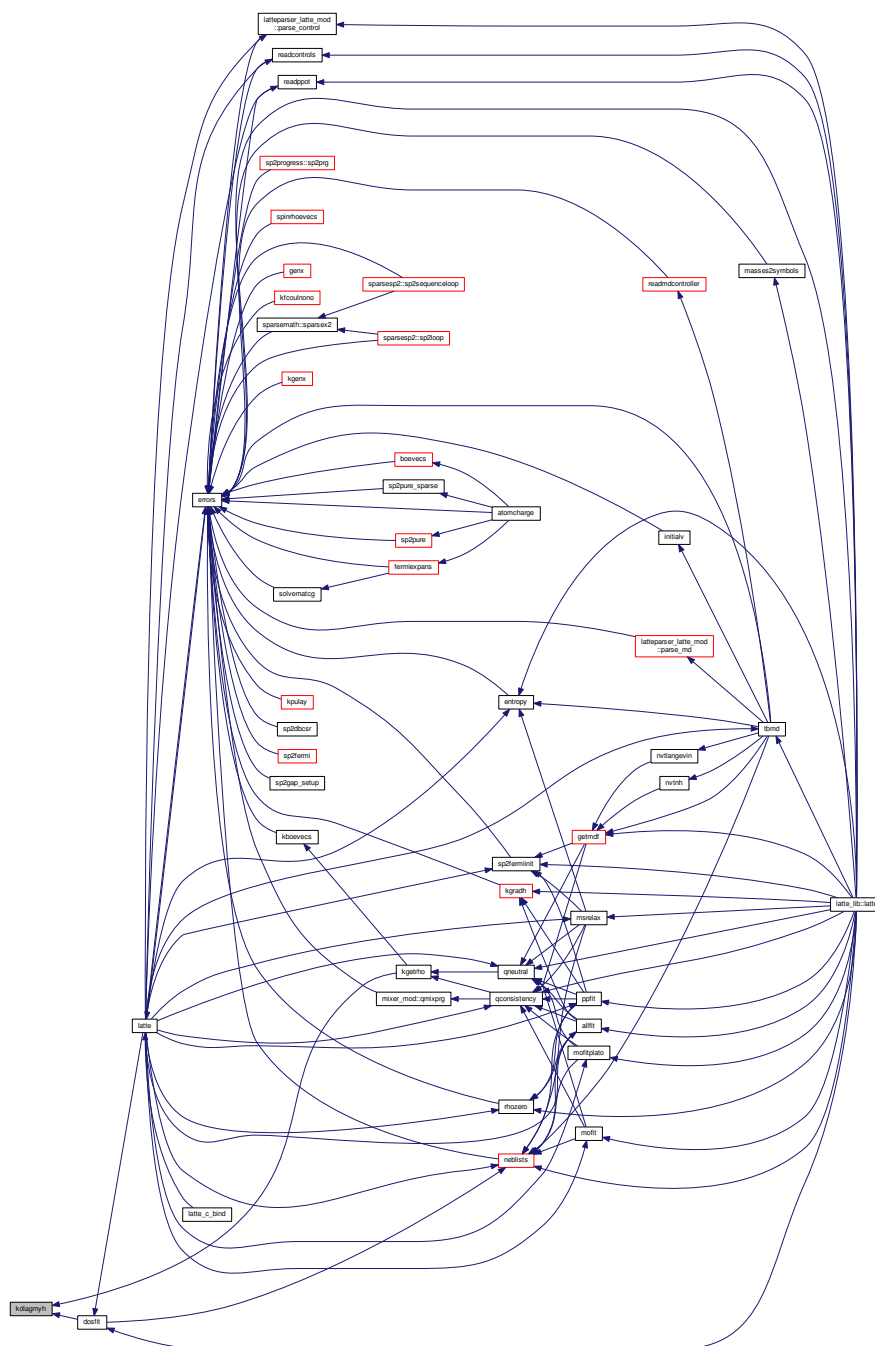 latteparser_latte_mod
::parse_control
readcontrols
readppot
sp2progress::sp2prg
spinrhoevecs
genx
sparsesp2::sp2sequenceloop
readmdcontroller
masses2symbols
kfcoulnono
sparsemath::sparsex2
sparsesp2::sp2loop
kgenx
boevecs
sp2pure_sparse
errors
atomcharge
sp2pure
initialv
fermiexpans
solvematcg
latteparser_latte_mod
::parse_md
kpulay
entropy
sp2dbcsr
tbmd
sp2fermi
nvtlangevin
sp2gap_setup
nvtnh
kboevecs
getmdf
sp2fermiinit
kgradh
latte_lib::latte
msrelax
kgetrho
qneutral
mixer_mod::qmixprg
qconsistency
ppfit
latte
allfit
mofitplato
rhozero
mofit
neblists
latte_c_bind
kdiagmyh
dosfit